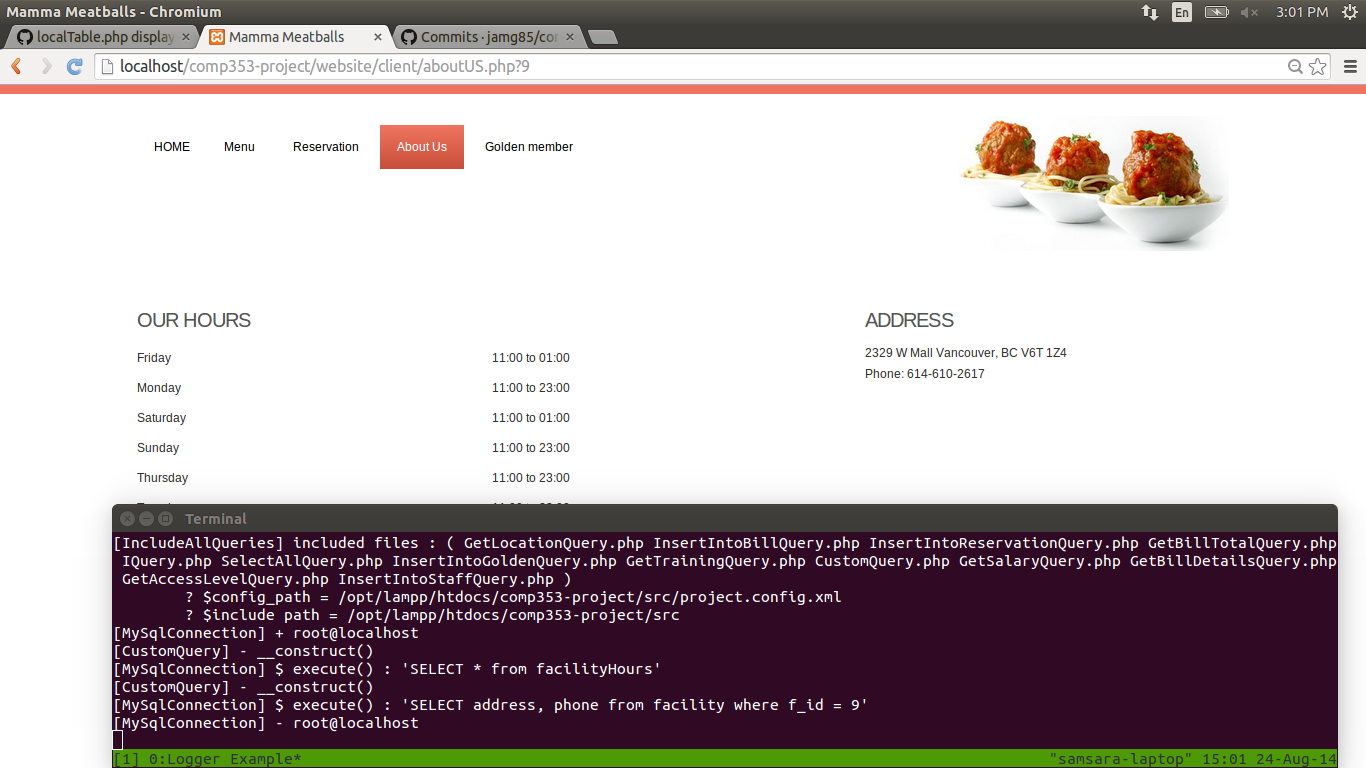 Mamma Meatballs - Chromium
En
3:01 PM
localTable.php display
Mamma Meatballs
Commits · jamg85/cor
localhost/comp353-project/website/client/aboutUS.php?9
HOME
Menu
Reservation
About Us
Golden member
OUR HOURS
ADDRESS
Friday 11:00 to 01:00
2329 W Mall Vancouver, BC V6T 1Z4
Phone: 614-610-2617
Monday 11:00 to 23:00
Saturday 11:00 to 01:00
Sunday 11:00 to 23:00
Thursday 11:00 to 23:00
Terminal
[IncludeAllQueries] included files : ( GetLocationQuery.php InsertIntoBillQuery.php InsertIntoReservationQuery.php GetBillTotalQuery.php
IQuery.php SelectAllQuery.php InsertIntoGoldenQuery.php GetTrainingQuery.php CustomQuery.php GetSalaryQuery.php GetBillDetailsQuery.php
GetAccessLevelQuery.php InsertIntoStaffQuery.php )
? $config_path = /opt/lampp/htdocs/comp353-project/src/project.config.xml
? $include path = /opt/lampp/htdocs/comp353-project/src
[MySqlConnection] + root@localhost
[CustomQuery] - __construct()
[MySqlConnection] $ execute() : 'SELECT * from facilityHours'
[CustomQuery] - __construct()
[MySqlConnection] $ execute() : 'SELECT address, phone from facility where f_id = 9'
[MySqlConnection] - root@localhost
[1] 0:Logger Example* "samsara-laptop" 15:01 24-Aug-14